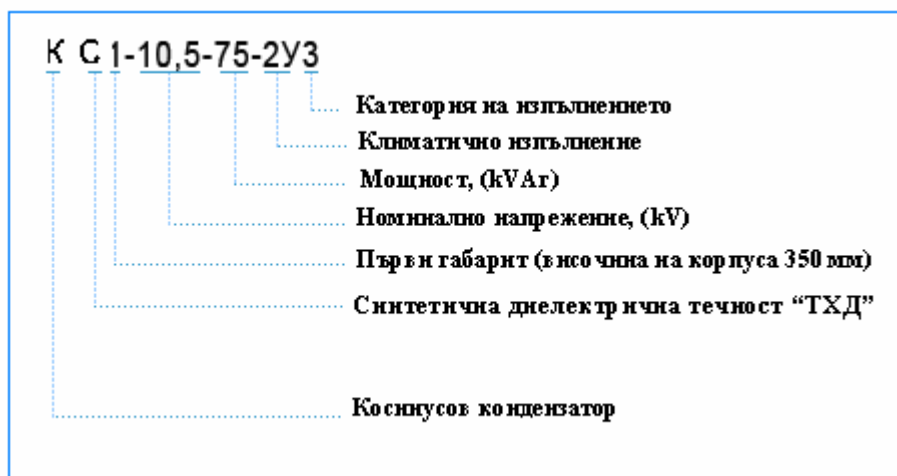 К С 1-10,5-75-2У3
Категория на изпълнението
Климатично изпълнение
Мощност, (kVAr)
Номинално напрежение, (kV)
Първи габарит (височина на корпуса 350 мм)
Синтетична диелектрична течност “ТХД”
Косинусов кондензатор